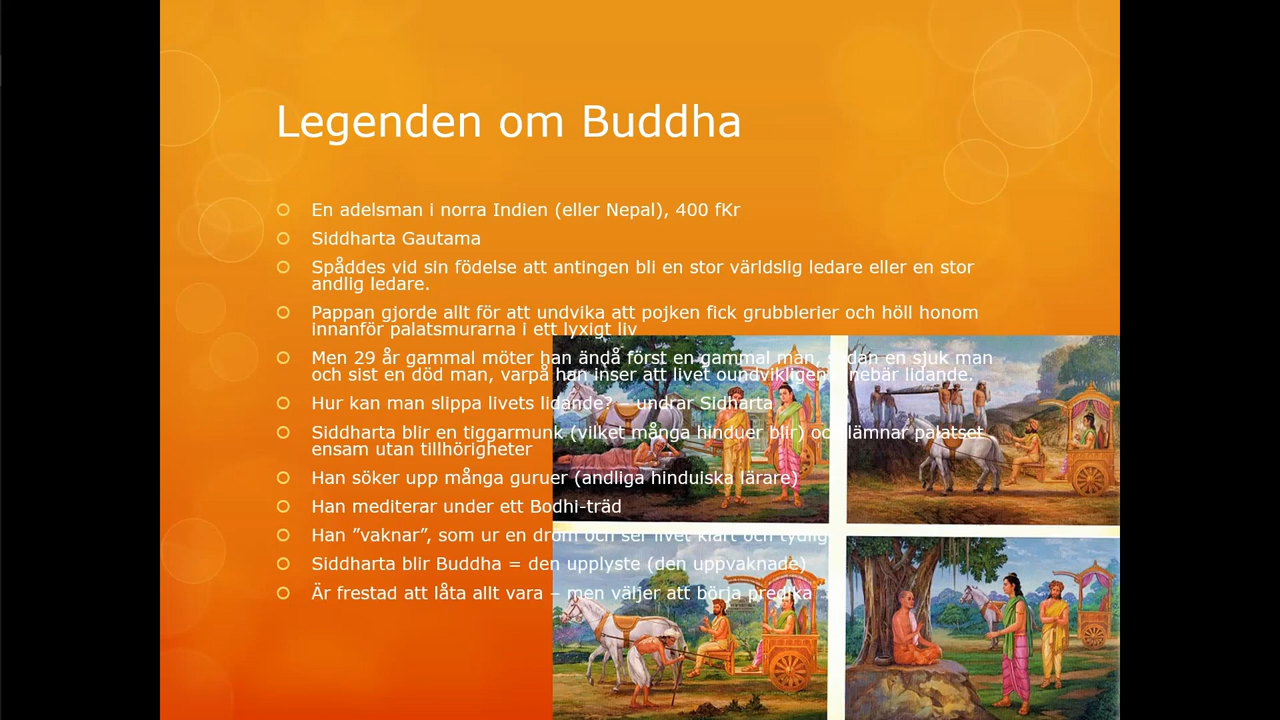 Legenden om Buddha
En adelsman i norra Indien (eller Nepal), 400 fKr
Siddharta Gautama
Spåddes vid sin födelse att antingen bli en stor världslig ledare eller en stor
andlig ledare.
Pappan gjorde allt för att undvika att pojken fick grubblerier och höll honom
innanför palatsmurarna i ett lyxigt liv
Men 29 år gammal möter han ändå först en gammal man, sedan en sjuk man
och sist en död man, varpå han inser att livet oundvikligen innebär lidande.
Hur kan man slippa livets lidande? – undrar Sidharta
Siddharta blir en tiggarmunk (vilket många hinduer blir) och lämnar palatset
ensam utan tillhörigheter
Han söker upp många guruer (andliga hinduiska lärare)
Han mediterar under ett Bodhi-träd
Han ”vaknar”, som ur en dröm och ser livet klart och tydligt
Siddharta blir Buddha = den upplyste (den uppvaknade)
Är frestad att låta allt vara – men väljer att börja predika